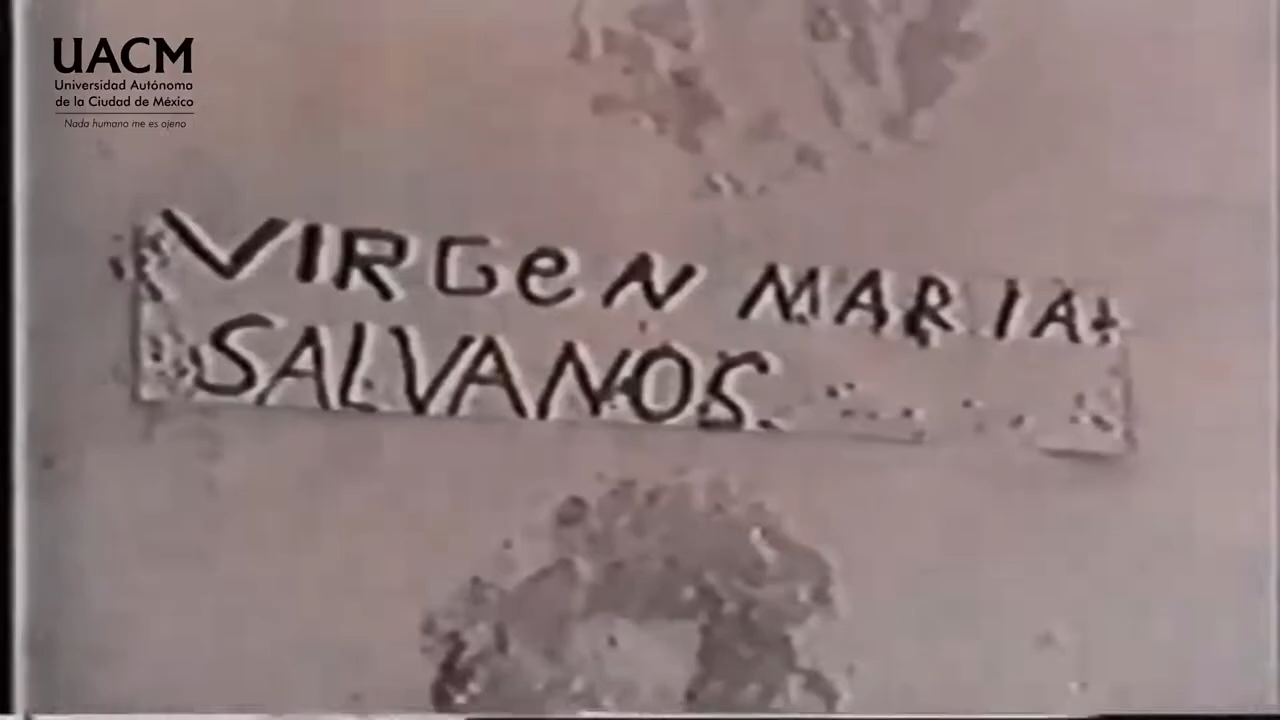 UACM
Universidad Autónoma
de la Ciudad de México
Nada humano me es ajeno
VIRGeN MARIA+
SALVANOS